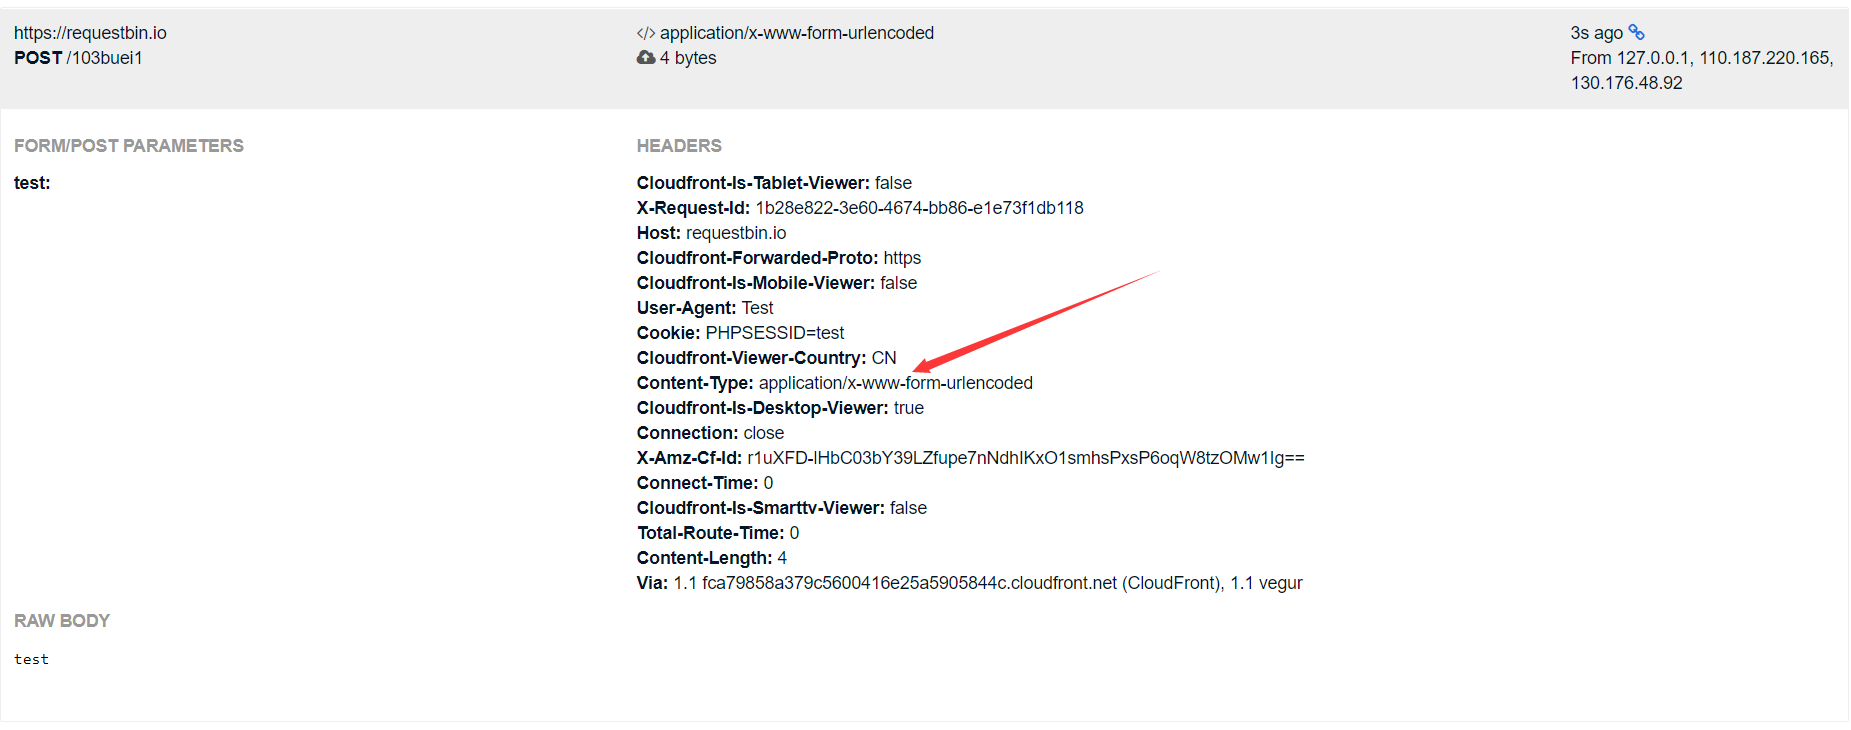 https://requestbin.io
POST /103buei1
</> application/x-www-form-urlencoded
4 bytes
3s ago
From 127.0.0.1, 110.187.220.165,
130.176.48.92
FORM/POST PARAMETERS
test:
HEADERS
Cloudfront-Is-Tablet-Viewer: false
X-Request-Id: 1b28e822-3e60-4674-bb86-e1e73f1db118
Host: requestbin.io
Cloudfront-Forwarded-Proto: https
Cloudfront-Is-Mobile-Viewer: false
User-Agent: Test
Cookie: PHPSESSID=test
Cloudfront-Viewer-Country: CN
Content-Type: application/x-www-form-urlencoded
Cloudfront-Is-Desktop-Viewer: true
Connection: close
X-Amz-Cf-Id: r1uXFD-lHbC03bY39LZfupe7nNdhIKxO1smhsPxsP6oqW8tzOMw1Ig==
Connect-Time: 0
Cloudfront-Is-Smarttv-Viewer: false
Total-Route-Time: 0
Content-Length: 4
Via: 1.1 fca79858a379c5600416e25a5905844c.cloudfront.net (CloudFront), 1.1 vegur
RAW BODY
test